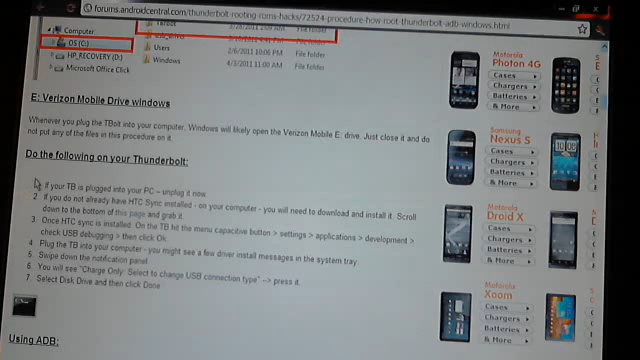 forums.androidcentral.com/thunderbolt-rooting-roms-hacks/72524-procedure-how-root-thunderbolt-adb-windows.html
Computer
OS (C:)
HP_RECOVERY (D:)
Microsoft Office Click
TBroot
Users
Windows
2/6/2011 10:06 PM
4/3/2011 11:00 AM
File folder
File folder
File folder
File folder
E: Verizon Mobile Drive windows
Whenever you plug the TBolt into your computer, Windows will likely open the Verizon Mobile E: drive. Just close it and do
not put any of the files in this procedure on it.
Do the following on your Thunderbolt:
1. If your TB is plugged into your PC – unplug it now
2. If you do not already have HTC Sync installed - on your computer - you will need to download and install it. Scroll
down to the bottom of this page and grab it.
3. Once HTC sync is installed. On the TB hit the menu capacitive button > settings > applications > development >
check USB debugging > then click Ok.
4. Plug the TB into your computer - you might see a few driver install messages in the system tray.
5. Swipe down the notification panel.
6. You will see "Charge Only: Select to change USB connection type" --> press it.
7. Select Disk Drive and then click Done
Using ADB:
Motorola
Photon 4G
Cases
Chargers
Batteries
& More
Samsung
Nexus S
Cases
Chargers
Batteries
& More
Motorola
Droid X
Cases
Chargers
Batteries
& More
Motorola
Xoom
Cases
Chargers
Batteries
& More